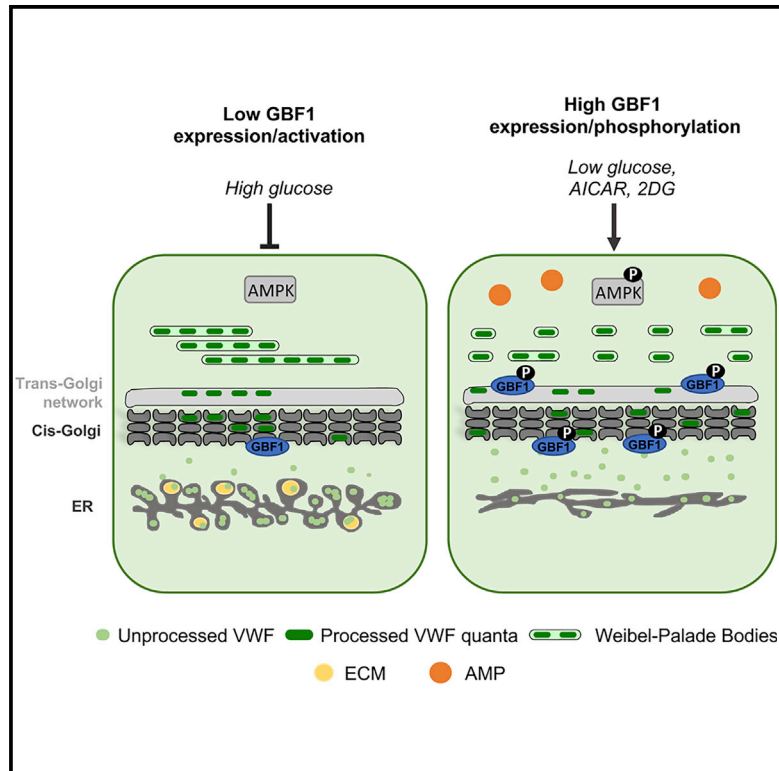 Low GBF1
expression/activation
High glucose
High GBF1
expression/phosphorylation
Low glucose,
AICAR, 2DG
AMPK
Trans-Golgi
network
Cis-Golgi
GBF1
ER
P
AMPK
P
GBF1
P
GBF1
P
GBF1
P
GBF1
Unprocessed VWF
Processed VWF quanta
Weibel-Palade Bodies
ECM
AMP